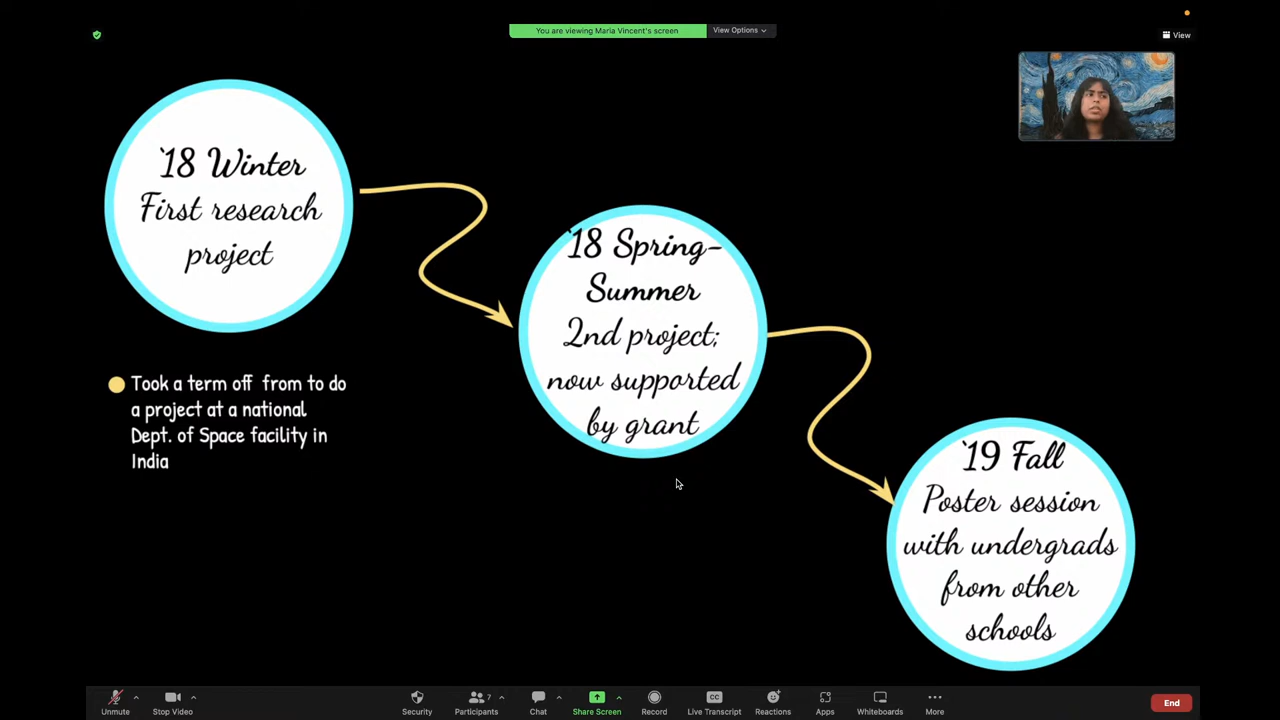 You are viewing Maria Vincent's screen
View Options
View
`18 Winter
First research
project
Took a term off from to do
a project at a national
Dept. of Space facility in
India
`18 Spring-
Summer
2nd project;
now supported
by grant
`19 Fall
Poster session
with undergrads
from other
schools
Unmute
Stop Video
Security
Participants
7
Chat
Share Screen
Record
CC
Live Transcript
Reactions
Apps
Whiteboards
More
End